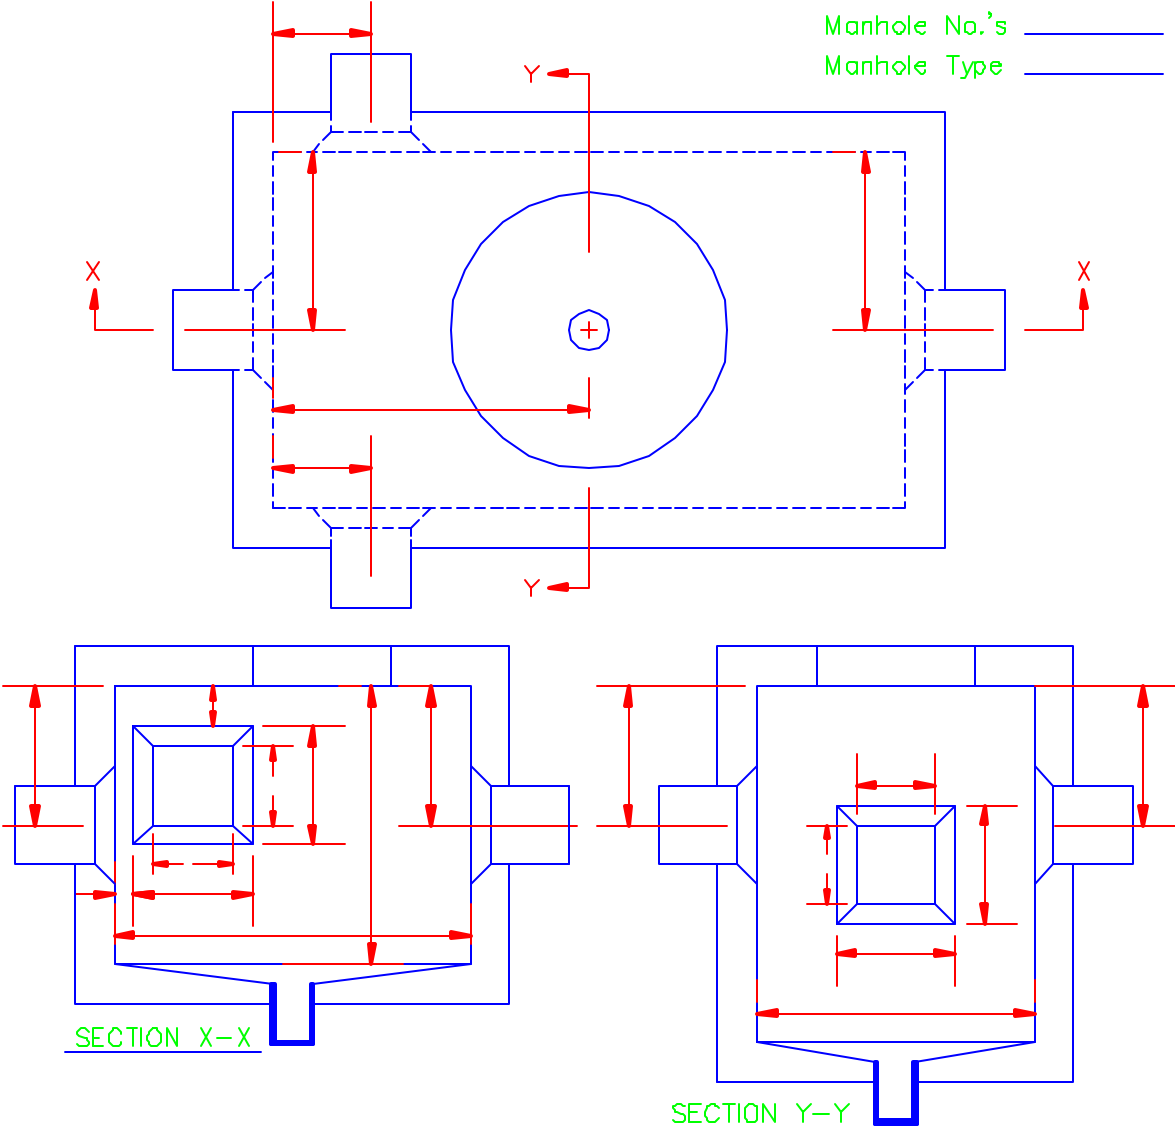 Manhole No.'s
Manhole Type
Y
X
X
Y
SECTION X-X
SECTION Y-Y